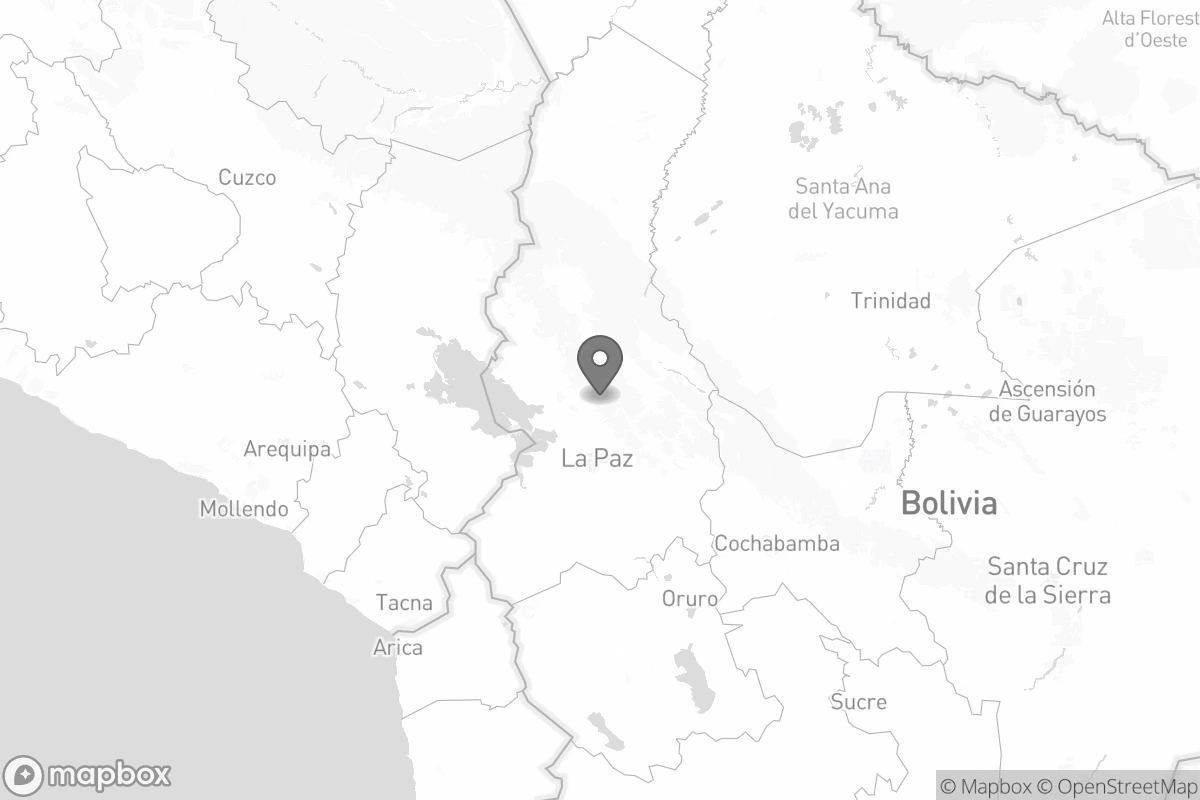 Alta Florest
d'Oeste
Cuzco
Santa Ana
del Yacuma
Trinidad
Ascensión
de Guarayos
Arequipa
La Paz
Mollendo
Bolivia
Cochabamba
Santa Cruz
de la Sierra
Tacna
Oruro
Arica
Sucre
mapbox
© Mapbox © OpenStreetMap